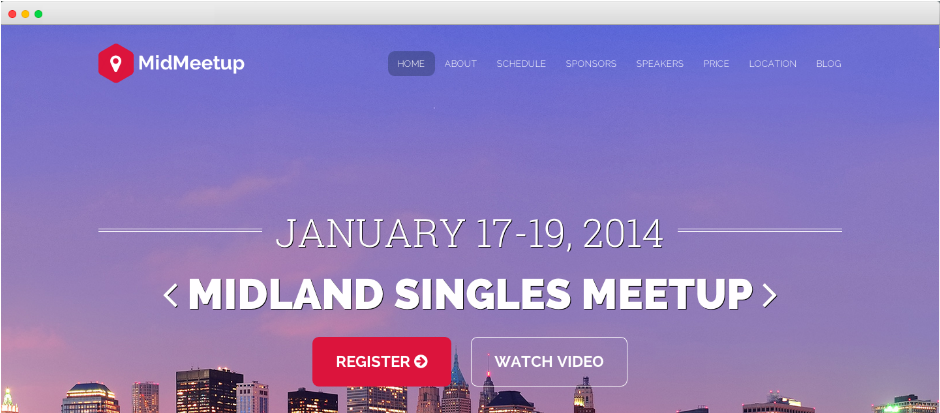 MidMeetup
HOME ABOUT SCHEDULE SPONSORS SPEAKERS PRICE LOCATION BLOG
JANUARY 17-19, 2014
MIDLAND SINGLES MEETUP
REGISTER WATCH VIDEO